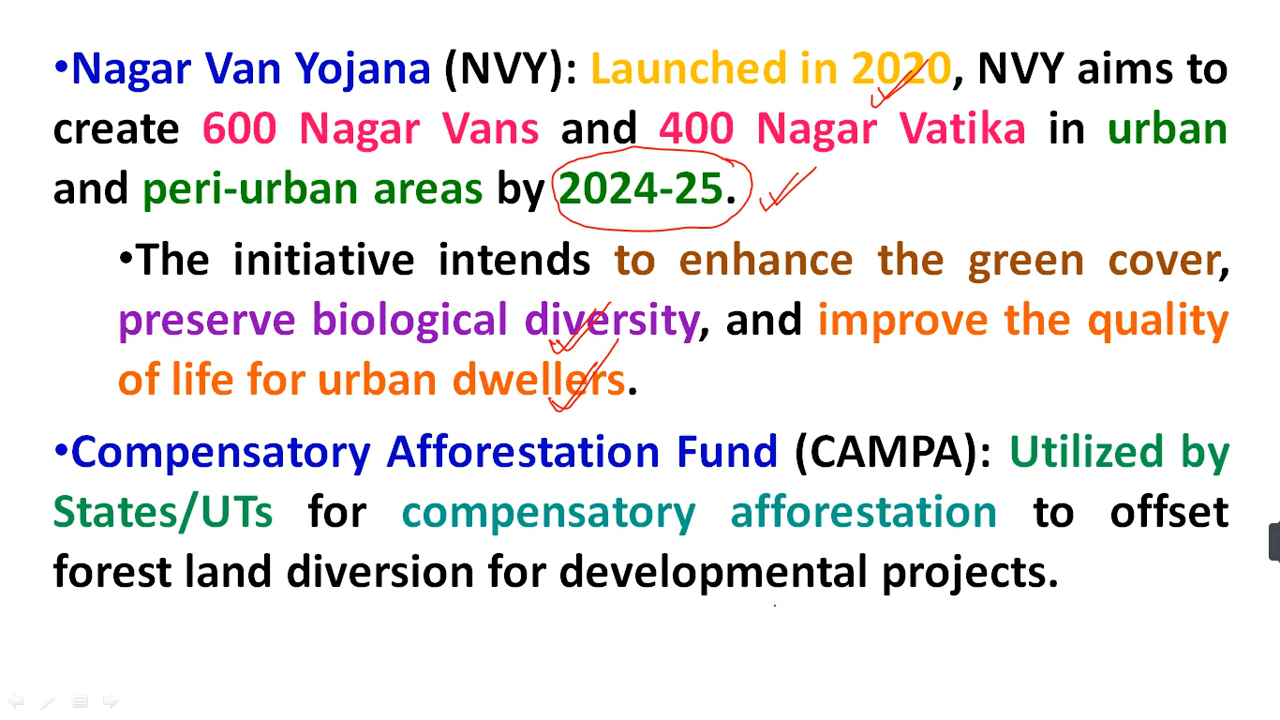 •Nagar Van Yojana (NVY): Launched in 2020, NVY aims to
create 600 Nagar Vans and 400 Nagar Vatika in urban
and peri-urban areas by 2024-25.
•The initiative intends to enhance the green cover,
preserve biological diversity, and improve the quality
of life for urban dwellers.
•Compensatory Afforestation Fund (CAMPA): Utilized by
States/UTs for compensatory afforestation to offset
forest land diversion for developmental projects.